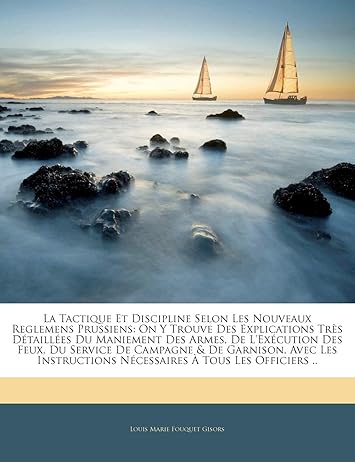 La Tactique Et Discipline Selon Les Nouveaux
Reglemens Prussiens: On Y Trouve Des Explications Très
Détaillées Du Maniement Des Armes, De L'Exécution Des
Feux, Du Service De Campagne & De Garnison, Avec Les
Instructions Nécessaires À Tous Les Officiers ..
Louis Marie Fouquet Gisors